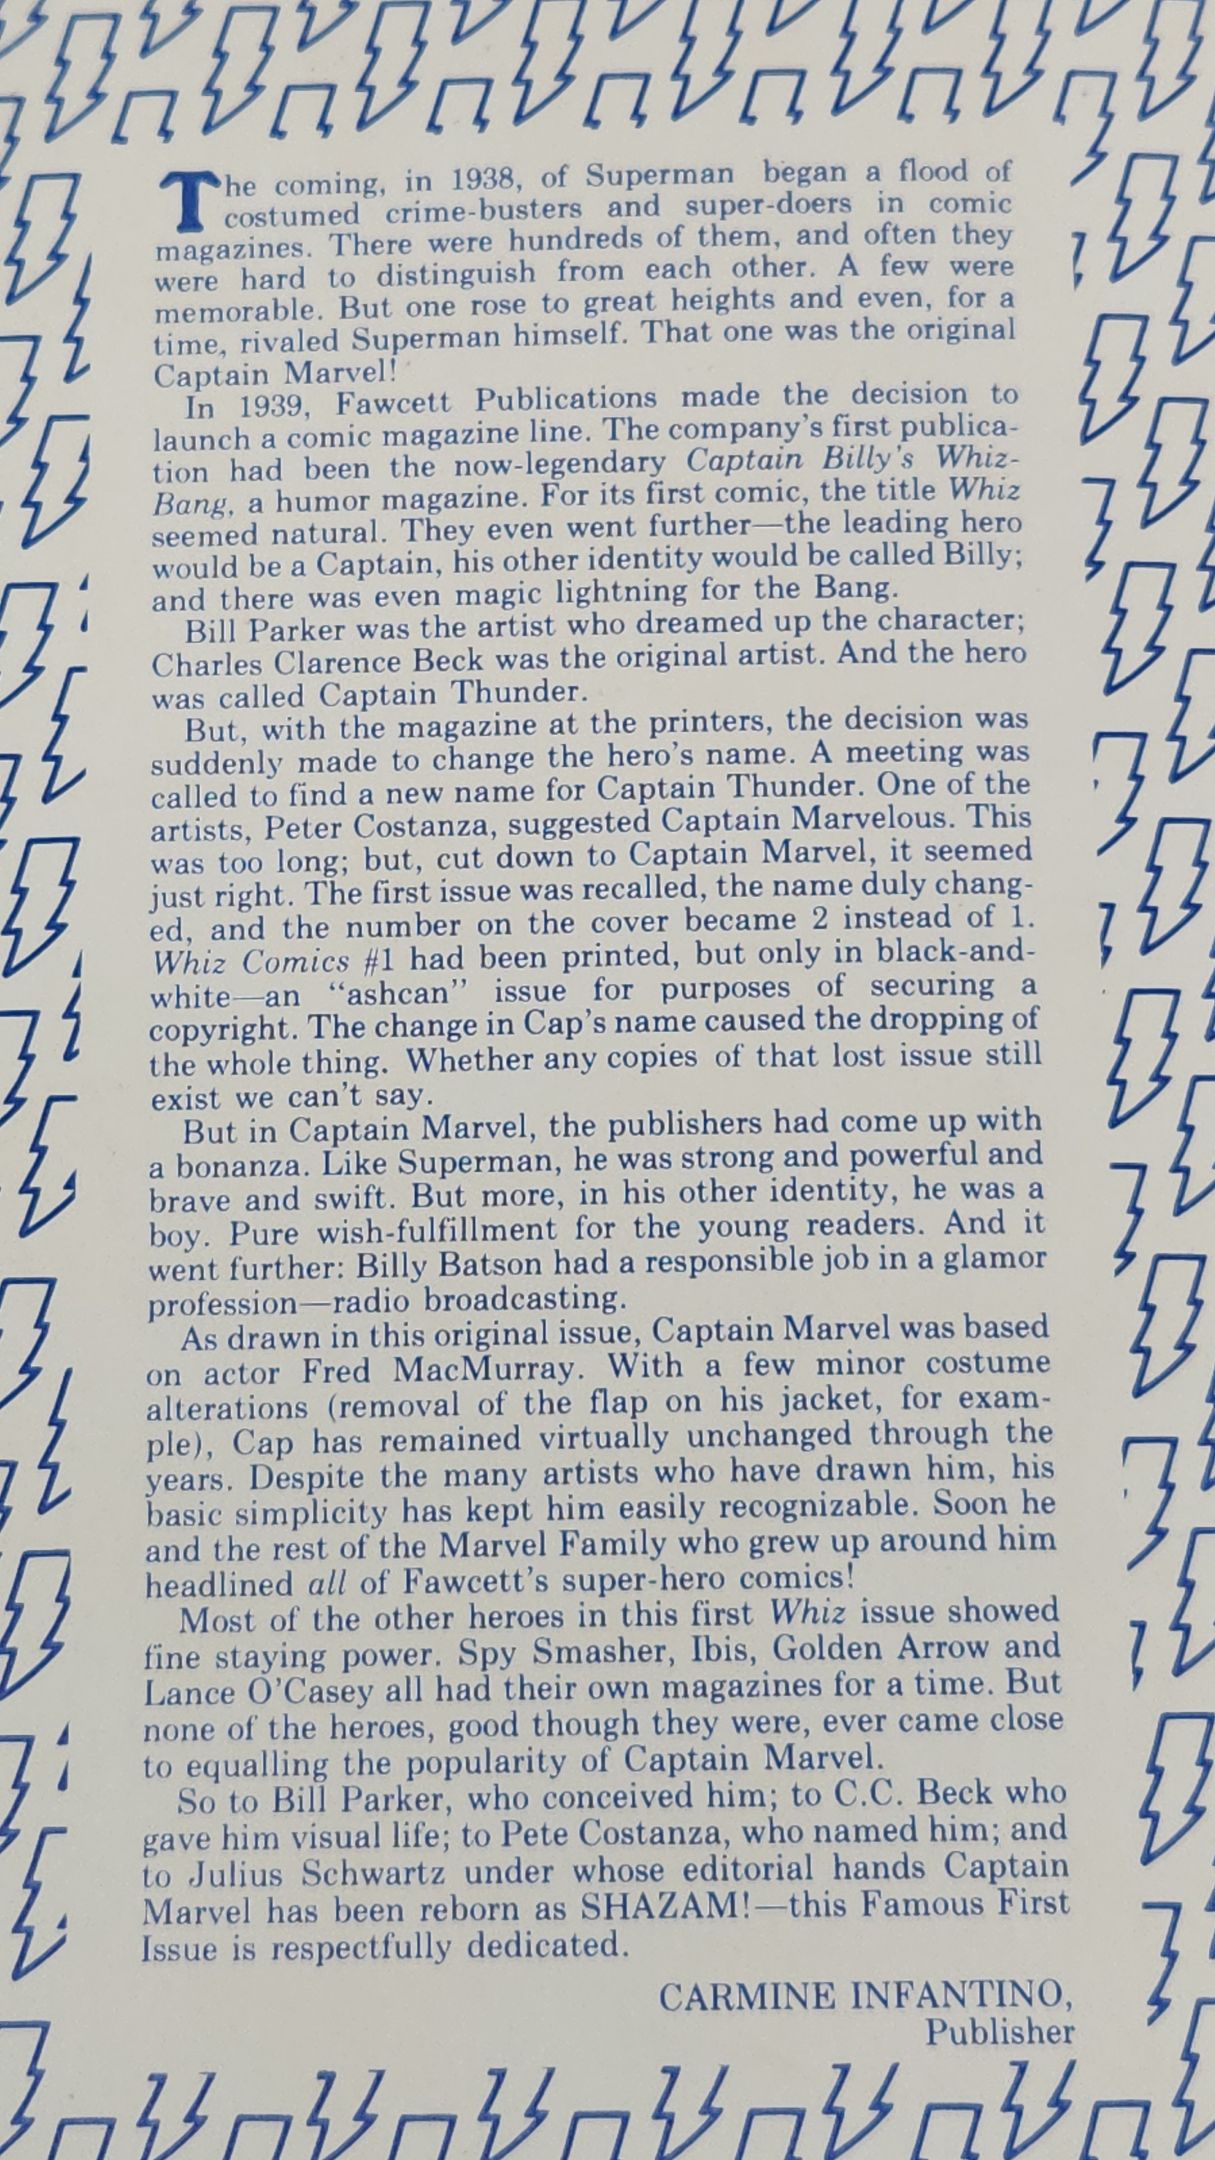 The coming, in 1938, of Superman began a flood of
costumed crime-busters and super-doers in comic
magazines. There were hundreds of them, and often they
were hard to distinguish from each other. A few were
memorable. But one rose to great heights and even, for a
time, rivaled Superman himself. That one was the original
Captain Marvel!
In 1939, Fawcett Publications made the decision to
launch a comic magazine line. The company's first publica-
tion had been the now-legendary Captain Billy's Whiz-
Bang, a humor magazine. For its first comic, the title Whiz
seemed natural. They even went further—the leading hero
would be a Captain, his other identity would be called Billy;
and there was even magic lightning for the Bang.
Bill Parker was the artist who dreamed up the character;
Charles Clarence Beck was the original artist. And the hero
was called Captain Thunder.
But, with the magazine at the printers, the decision was
suddenly made to change the hero's name. A meeting was
called to find a new name for Captain Thunder. One of the
artists, Peter Costanza, suggested Captain Marvelous. This
was too long; but, cut down to Captain Marvel, it seemed
just right. The first issue was recalled, the name duly chang-
ed, and the number on the cover became 2 instead of 1.
Whiz Comics #1 had been printed, but only in black-and-
white—an "ashcan" issue for purposes of securing a
copyright. The change in Cap's name caused the dropping of
the whole thing. Whether any copies of that lost issue still
exist we can't say.
But in Captain Marvel, the publishers had come up with
a bonanza. Like Superman, he was strong and powerful and
brave and swift. But more, in his other identity, he was a
boy. Pure wish-fulfillment for the young readers. And it
went further: Billy Batson had a responsible job in a glamor
profession—radio broadcasting.
As drawn in this original issue, Captain Marvel was based
on actor Fred MacMurray. With a few minor costume
alterations (removal of the flap on his jacket, for exam-
ple), Cap has remained virtually unchanged through the
years. Despite the many artists who have drawn him, his
basic simplicity has kept him easily recognizable. Soon he
and the rest of the Marvel Family who grew up around him
headlined all of Fawcett's super-hero comics!
Most of the other heroes in this first Whiz issue showed
fine staying power. Spy Smasher, Ibis, Golden Arrow and
Lance O'Casey all had their own magazines for a time. But
none of the heroes, good though they were, ever came close
to equalling the popularity of Captain Marvel.
So to Bill Parker, who conceived him; to C.C. Beck who
gave him visual life; to Pete Costanza, who named him; and
to Julius Schwartz under whose editorial hands Captain
Marvel has been reborn as SHAZAM!—this Famous First
Issue is respectfully dedicated.
CARMINE INFANTINO,
Publisher